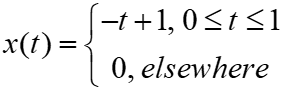 x(t) = { −t+1, 0 ≤ t ≤ 1
0, elsewhere